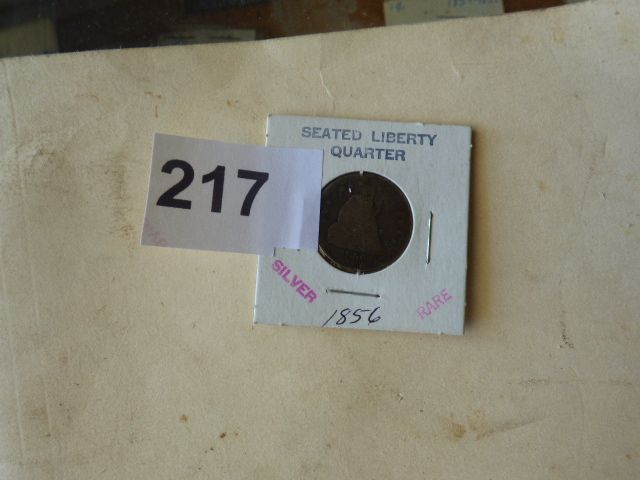 SEATED LIBERTY
QUARTER
217
SILVER
RARE
1856